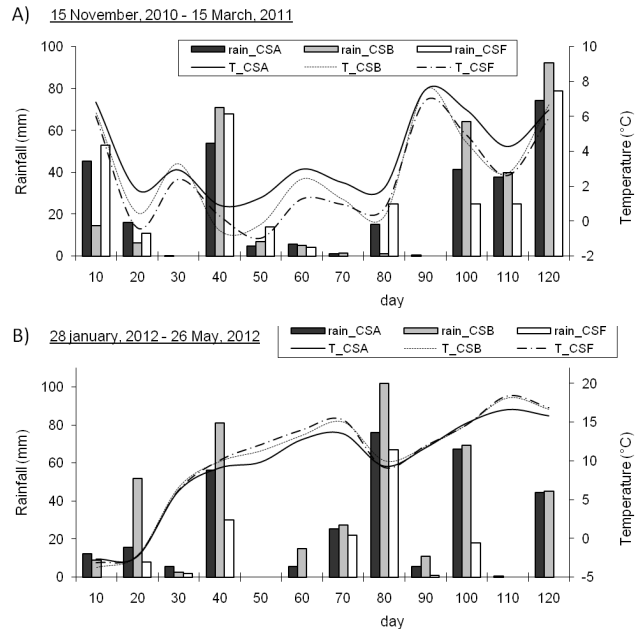 A) 15 November, 2010 - 15 March, 2011
rain_CSA rain_CSB rain_CSF
T_CSA T_CSB T_CSF
Rainfall (mm)
100
80
60
40
20
0
10
8
6
4
2
0
-2
Temperature (°C)
10 20 30 40 50 60 70 80 90 100 110 120
day
B) 28 january, 2012 - 26 May, 2012
rain_CSA rain_CSB rain_CSF
T_CSA T_CSB T_CSF
Rainfall (mm)
100
80
60
40
20
0
20
15
10
5
0
-5
Temperature (°C)
10 20 30 40 50 60 70 80 90 100 110 120
day